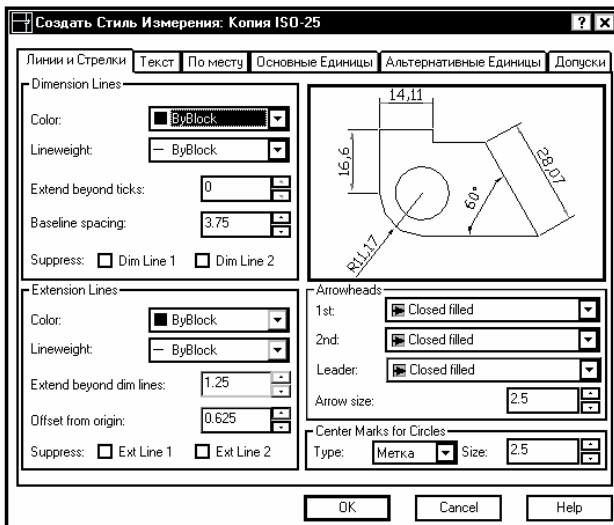 Создать Стиль Измерения: Копия ISO-25
Линии и Стрелки Текст По месту Основные Единицы Альтернативные Единицы Допуски
Dimension Lines
Color: ByBlock
Lineweight: ByBlock
Extend beyond ticks: 0
Baseline spacing: 3.75
Suppress: Dim Line 1 Dim Line 2
14,11
16,6
28,07
60°
R11,17
Extension Lines
Color: ByBlock
Lineweight: ByBlock
Extend beyond dim lines: 1.25
Offset from origin: 0.625
Suppress: Ext Line 1 Ext Line 2
Arrowheads
1st: Closed filled
2nd: Closed filled
Leader: Closed filled
Arrow size: 2.5
Center Marks for Circles
Type: Метка Size: 2.5
OK Cancel Help